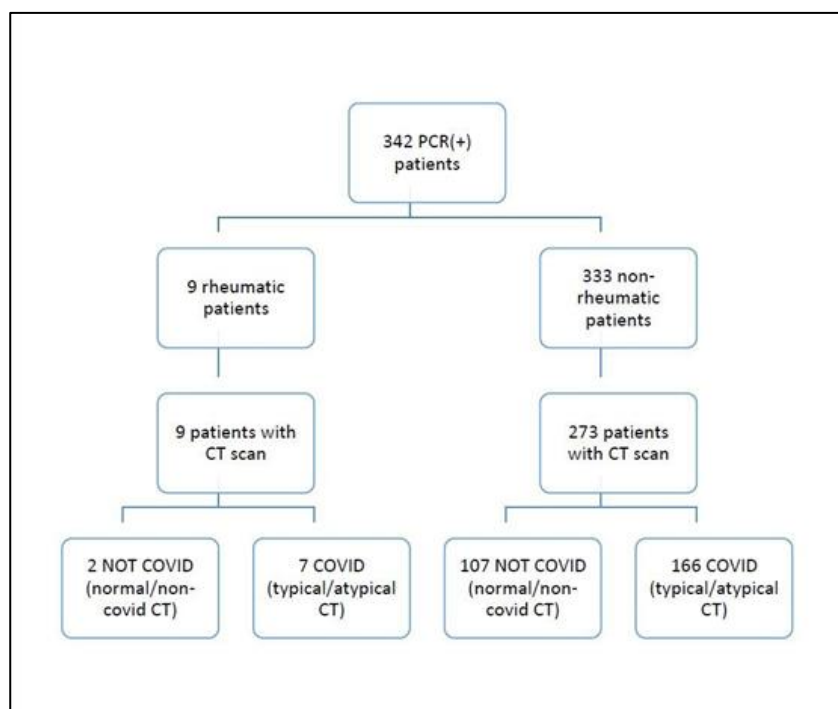 342 PCR(+)
patients
9 rheumatic
patients
333 non-
rheumatic
patients
9 patients with
CT scan
273 patients
with CT scan
2 NOT COVID
(normal/non-
covid CT)
7 COVID
(typical/atypical
CT)
107 NOT COVID
(normal/non-
covid CT)
166 COVID
(typical/atypical
CT)